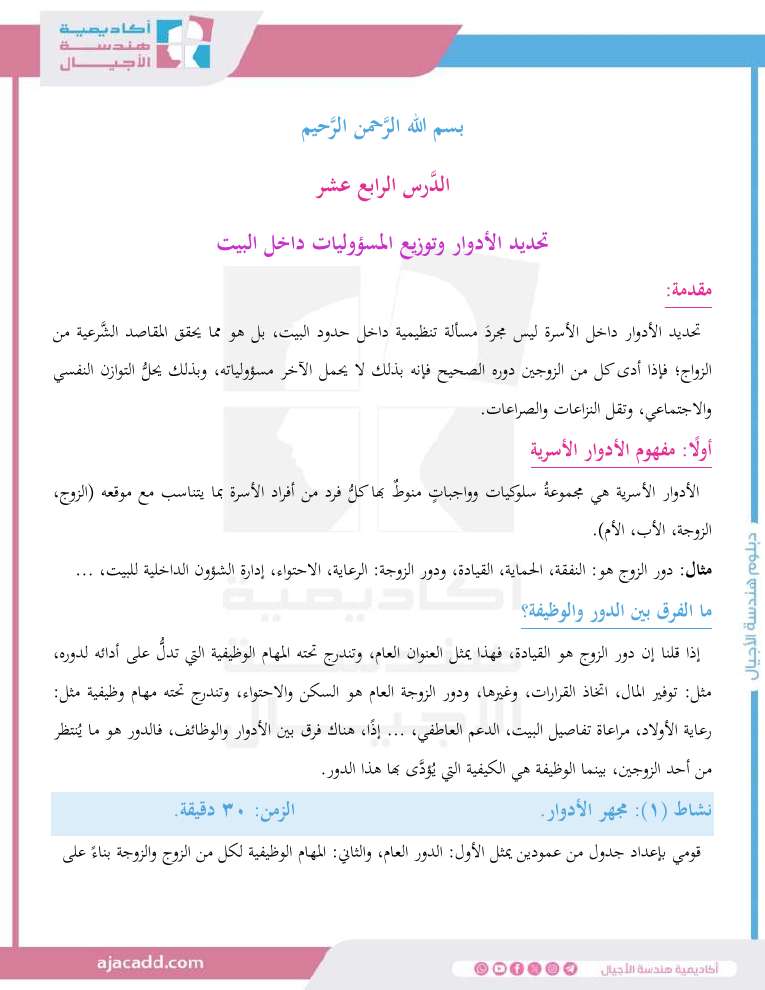 أكاديمية
هندسة
الأجيال
بسم الله الرَّحمن الرَّحيم
الدَّرس الرابع عشر
تحديد الأدوار وتوزيع المسؤوليات داخل البيت
مقدمة:
تحديد الأدوار داخل الأسرة ليس مجردَ مسألة تنظيمية داخل حدود البيت، بل هو مما يحقق المقاصد الشَّرعية من
الزواج؛ فإذا أدى كل من الزوجين دوره الصحيح فإنه بذلك لا يحمل الآخر مسؤولياته، وبذلك يحلُّ التوازن النفسي
والاجتماعي، وتقل النزاعات والصراعات.
أولًا: مفهوم الأدوار الأسرية
الأدوار الأسرية هي مجموعةُ سلوكيات وواجباتٍ منوطٌ بها كلُّ فرد من أفراد الأسرة بما يتناسب مع موقعه (الزوج،
الزوجة، الأب، الأم).
مثال: دور الزوج هو: النفقة، الحماية، القيادة، ودور الزوجة: الرعاية، الاحتواء، إدارة الشؤون الداخلية للبيت، ...
ما الفرق بين الدور والوظيفة؟
إذا قلنا إن دور الزوج هو القيادة، فهذا يمثل العنوان العام، وتندرج تحته المهام الوظيفية التي تدلُّ على أدائه لدوره،
مثل: توفير المال، اتخاذ القرارات، وغيرها، ودور الزوجة العام هو السكن والاحتواء، وتندرج تحته مهام وظيفية مثل:
رعاية الأولاد، مراعاة تفاصيل البيت، الدعم العاطفي، ... إذًا، هناك فرق بين الأدوار والوظائف، فالدور هو ما يُنتظر
من أحد الزوجين، بينما الوظيفة هي الكيفية التي يُؤدَّى بها هذا الدور.
نشاط (١): مجهر الأدوار. الزمن: ٣٠ دقيقة.
قومي بإعداد جدول من عمودين يمثل الأول: الدور العام، والثاني: المهام الوظيفية لكل من الزوج والزوجة بناءً على
دبلوم هندسة الأجيال
أكاديمية
هندسة
الأجيال
أكاديمية هندسة الأجيال
ajacadd.com